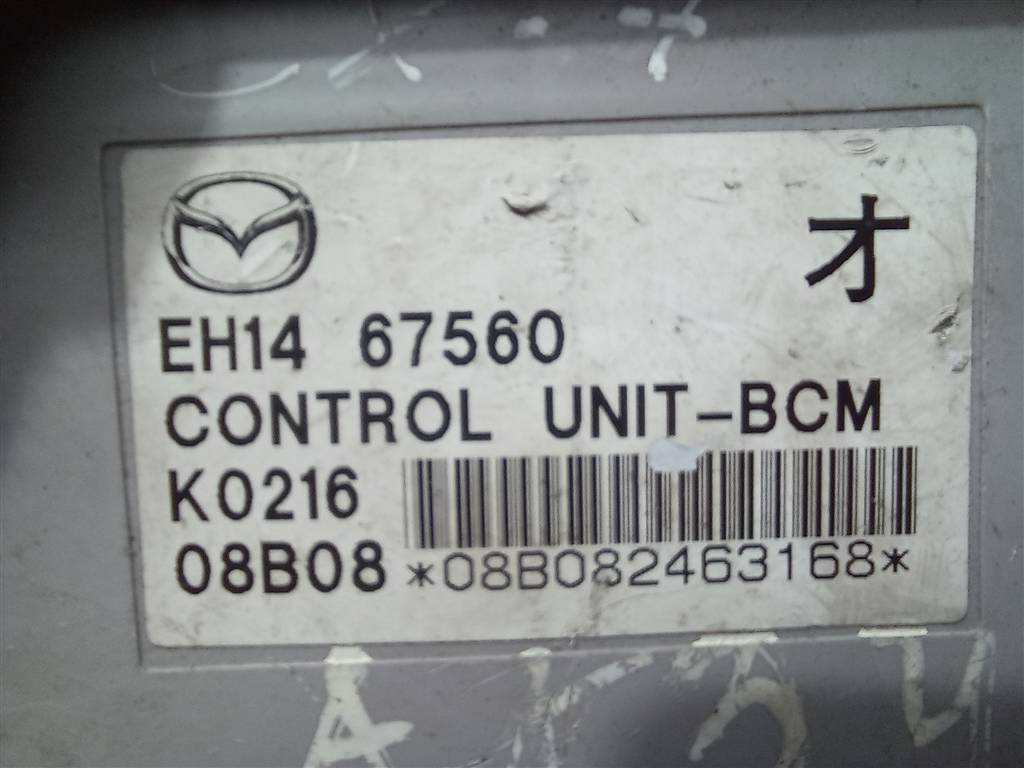 オ
EH14 67560
CONTROL UNIT-BCM
K0216
08B08 *08B082463168*